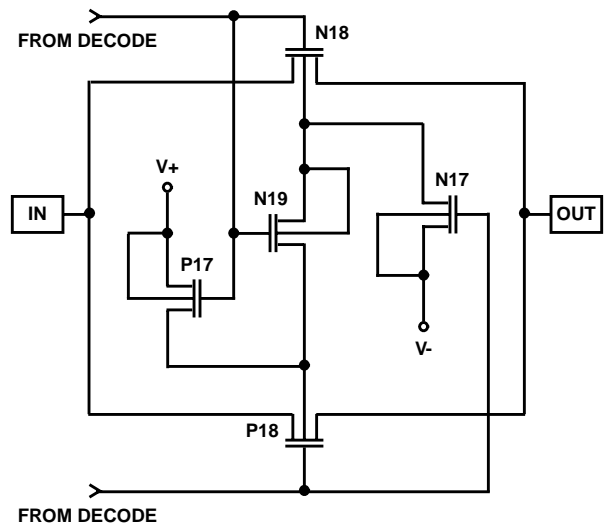 FROM DECODE
N18
V+
N19
N17
IN
OUT
P17
V-
P18
FROM DECODE